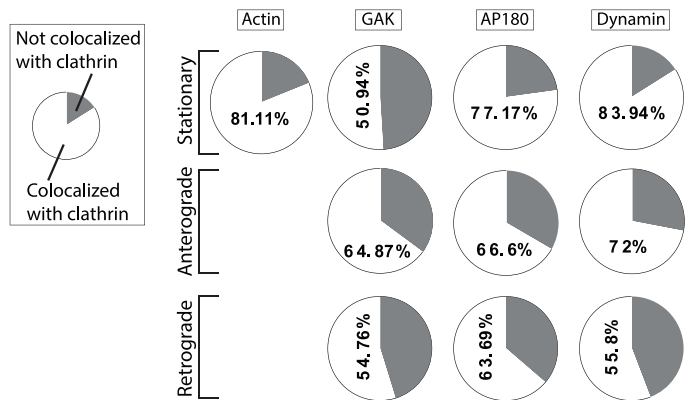 Not colocalized
with clathrin
Colocalized
with clathrin
Actin GAK AP180 Dynamin
Stationary
81.11% 50.94% 77.17% 83.94%
Anterograde
64.87% 66.6% 72%
Retrograde
54.76% 63.69% 55.8%